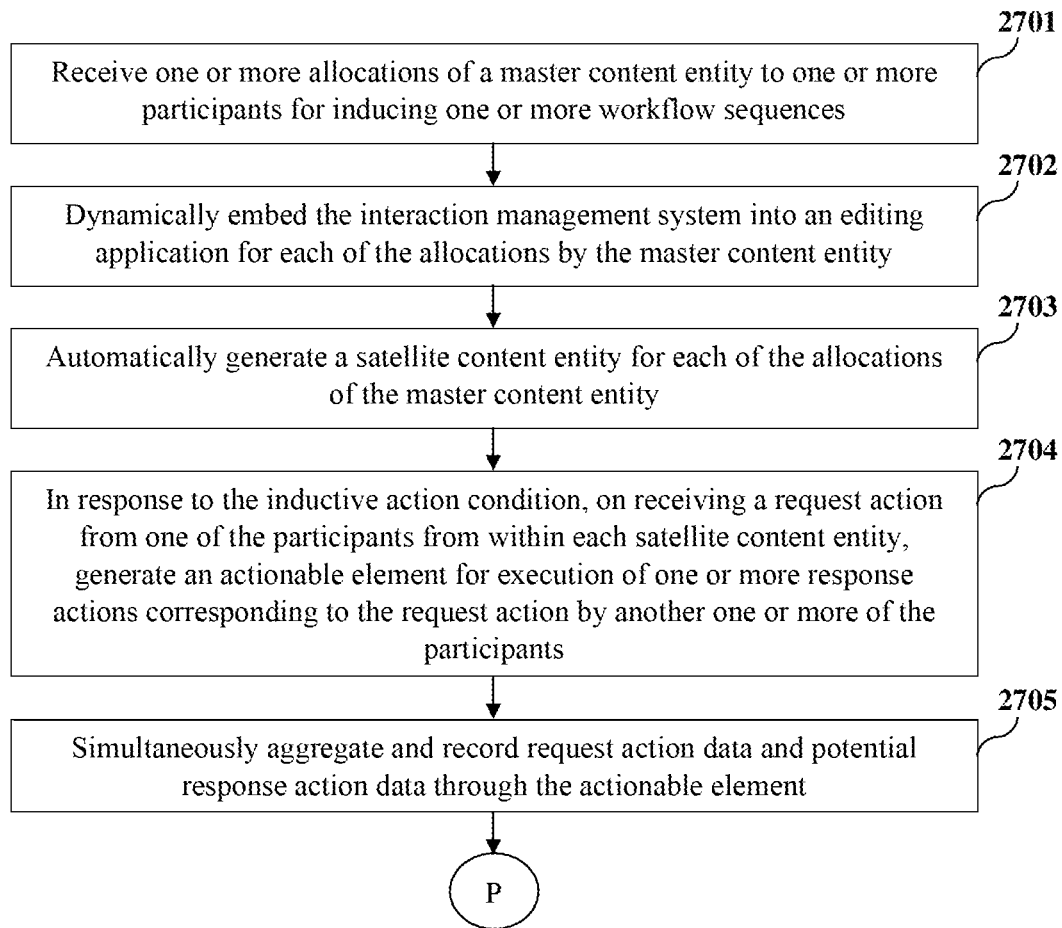 2701
Receive one or more allocations of a master content entity to one or more
participants for inducing one or more workflow sequences
2702
Dynamically embed the interaction management system into an editing
application for each of the allocations by the master content entity
2703
Automatically generate a satellite content entity for each of the allocations
of the master content entity
2704
In response to the inductive action condition, on receiving a request action
from one of the participants from within each satellite content entity,
generate an actionable element for execution of one or more response
actions corresponding to the request action by another one or more of the
participants
2705
Simultaneously aggregate and record request action data and potential
response action data through the actionable element
P